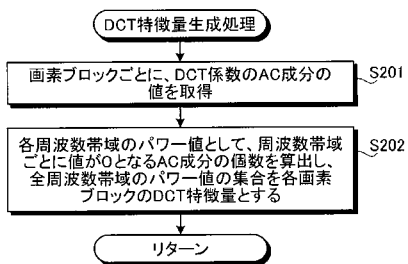 DCT特徴量生成処理
画素ブロックごとに、DCT係数のAC成分の
値を取得
S201
各周波数帯域のパワー値として、周波数帯域
ごとに値が0となるAC成分の個数を算出し、
全周波数帯域のパワー値の集合を各画素
ブロックのDCT特徴量とする
S202
リターン